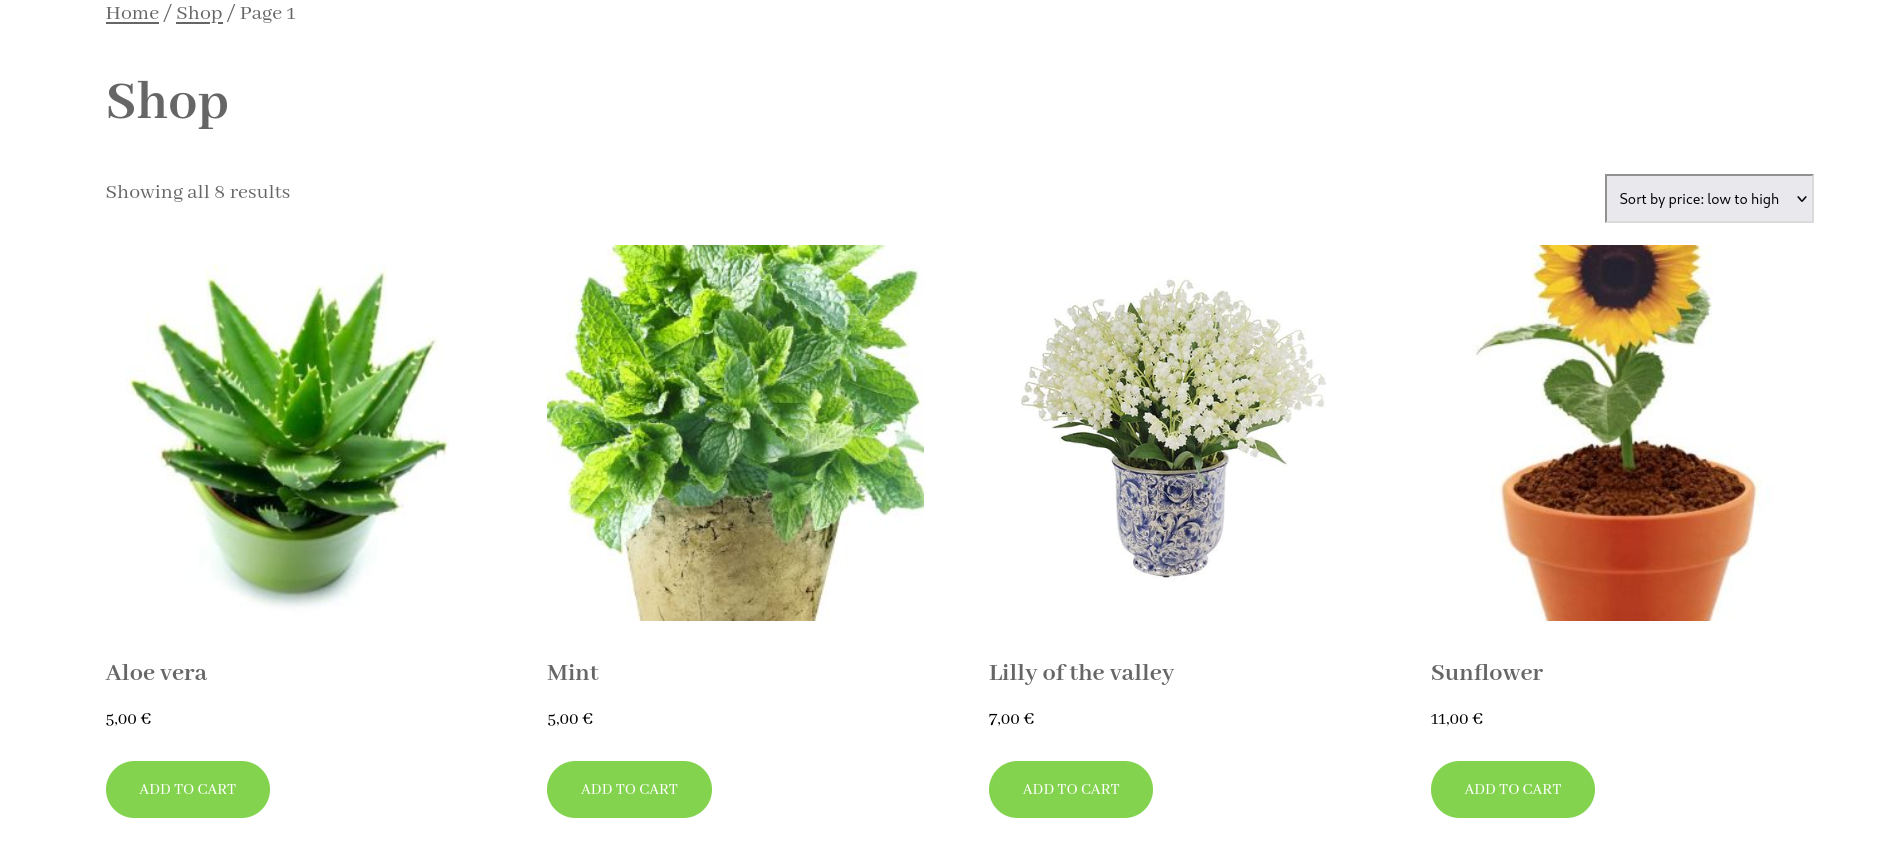 Home / Shop / Page 1
Shop
Showing all 8 results
Sort by price: low to high
Aloe vera
5,00 €
ADD TO CART
Mint
5,00 €
ADD TO CART
Lilly of the valley
7,00 €
ADD TO CART
Sunflower
11,00 €
ADD TO CART